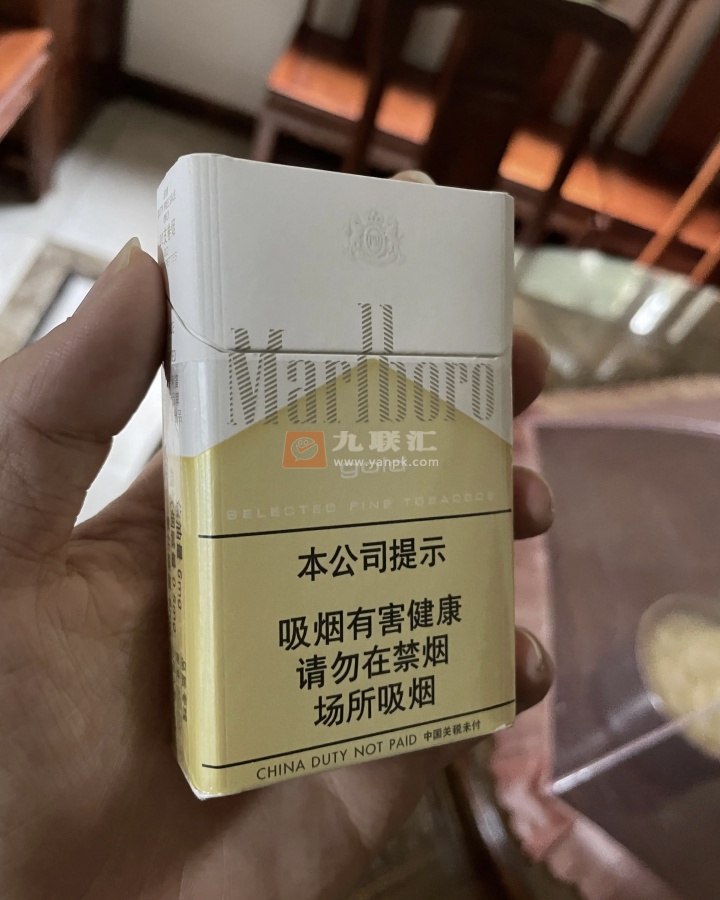 Marlboro
九联汇
www.yanpk.com
gold
SELECTED FINE TOBACCOS
本公司提示
吸烟有害健康
请勿在禁烟
场所吸烟
CHINA DUTY NOT PAID 中国关税未付